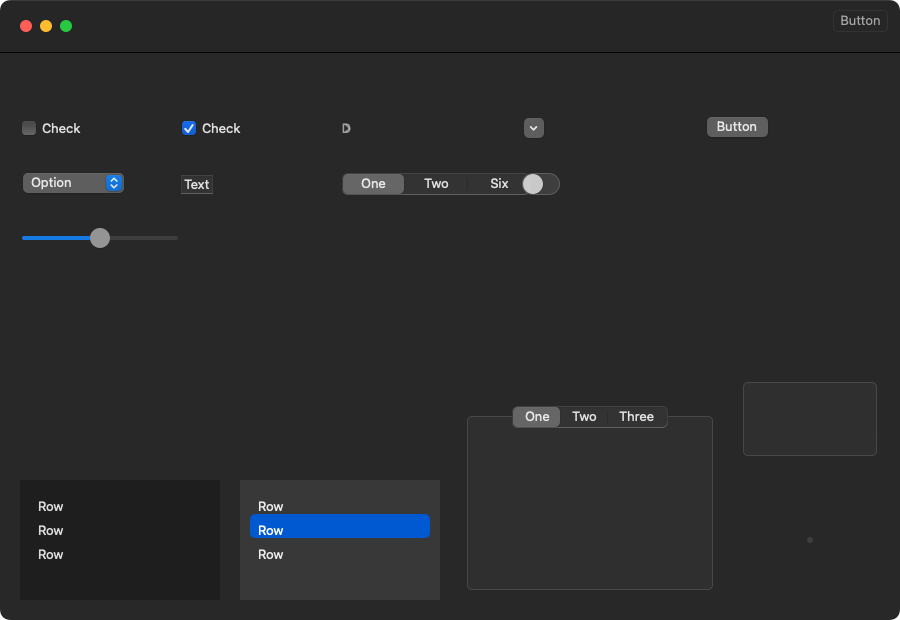 Button
Check
Check
D
Button
Option
Text
One
Two
Six
One
Two
Three
Row
Row
Row
Row
Row
Row